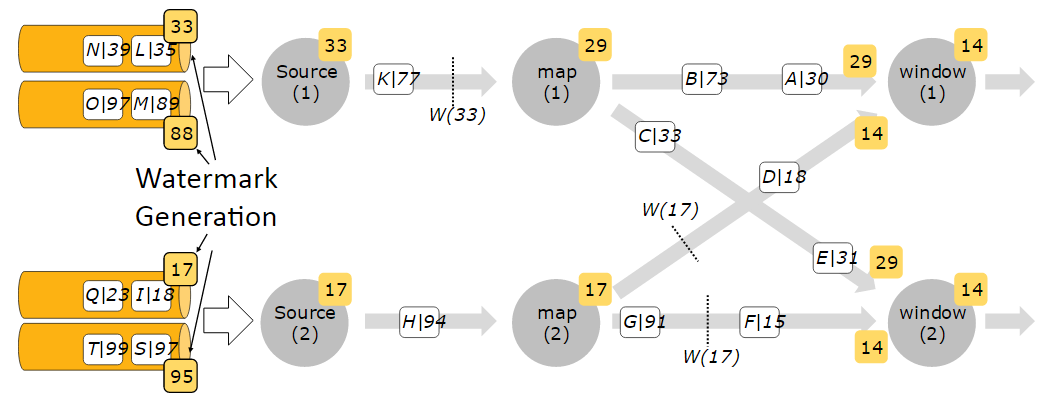 33
N|39 L|35
O|97 M|89
88
Watermark
Generation
17
Q|23 I|18
T|99 S|97
95
33
Source
(1)
K|77
W(33)
29
map
(1)
B|73 A|30
29
14
window
(1)
C|33
14
D|18
W(17)
E|31
29
17
Source
(2)
H|94
17
map
(2)
G|91 F|15
W(17)
14
14
window
(2)